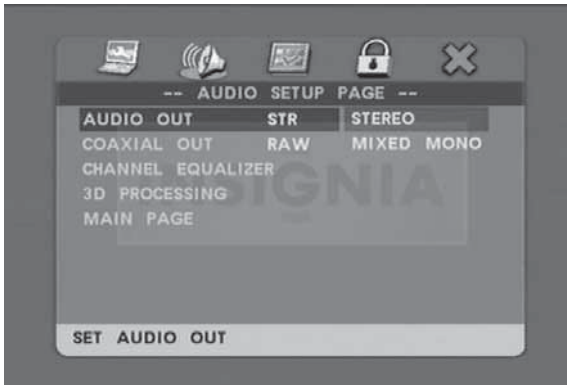 -- AUDIO SETUP PAGE --
AUDIO OUT STR STEREO
COAXIAL OUT RAW MIXED MONO
CHANNEL EQUALIZER
3D PROCESSING
MAIN PAGE
INSIGNIA
SET AUDIO OUT